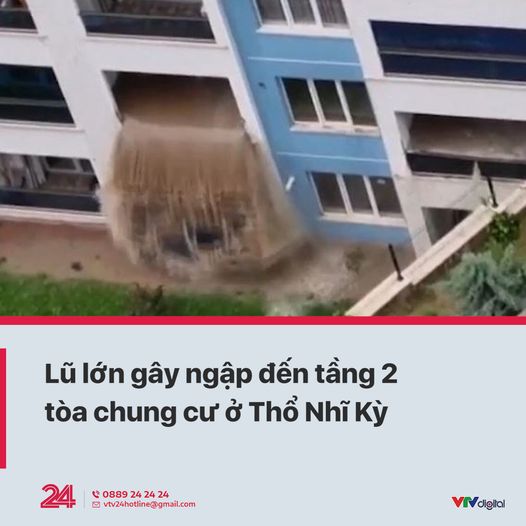 Lũ lớn gây ngập đến tầng 2
tòa chung cư ở Thổ Nhĩ Kỳ
24
0889 24 24 24
vtv24hotline@gmail.com
VTVdigital